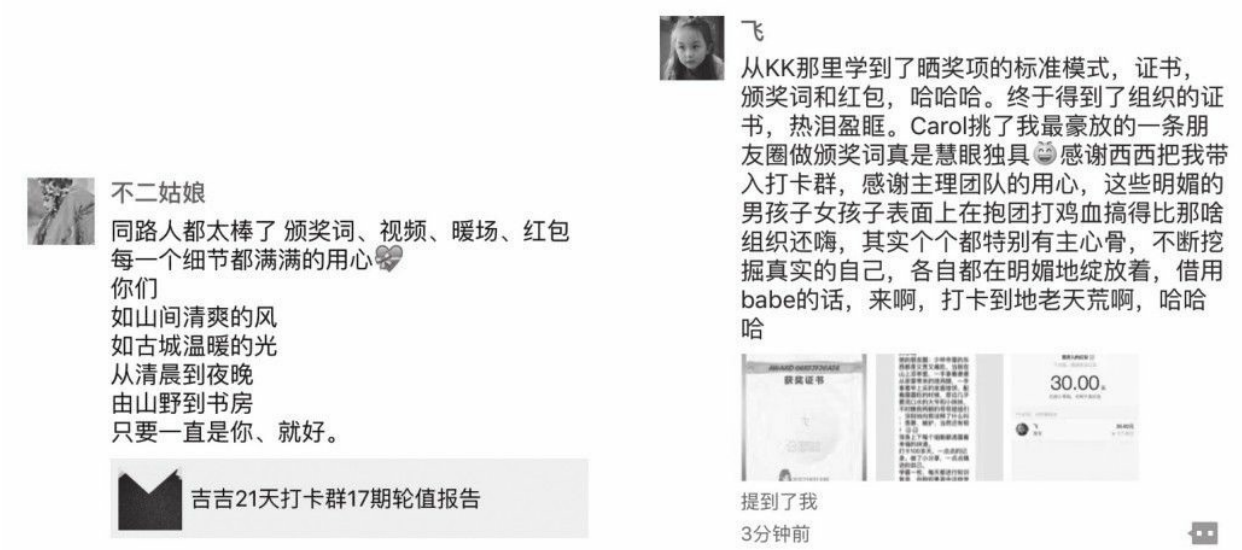 不二姑娘
同路人都太棒了 颁奖词、视频、暖场、红包
每一个细节都满满的用心
你们
如山间清爽的风
如古城温暖的光
从清晨到夜晚
由山野到书房
只要一直是你、就好。
吉吉21天打卡群17期轮值报告
飞
从KK那里学到了晒奖项的标准模式，证书，
颁奖词和红包，哈哈哈。终于得到了组织的证
书，热泪盈眶。Carol挑了我最豪放的一条朋
友圈做颁奖词真是慧眼独具感谢西西把我带
入打卡群，感谢主理团队的用心，这些明媚的
男孩子女孩子表面上在抱团打鸡血搞得比那啥
组织还嗨，其实个个都特别有主心骨，不断挖
掘真实的自己，各自都在明媚地绽放着，借用
babe的话，来啊，打卡到地老天荒啊，哈哈
哈
获奖证书
30.00
飞
提到了我
3分钟前